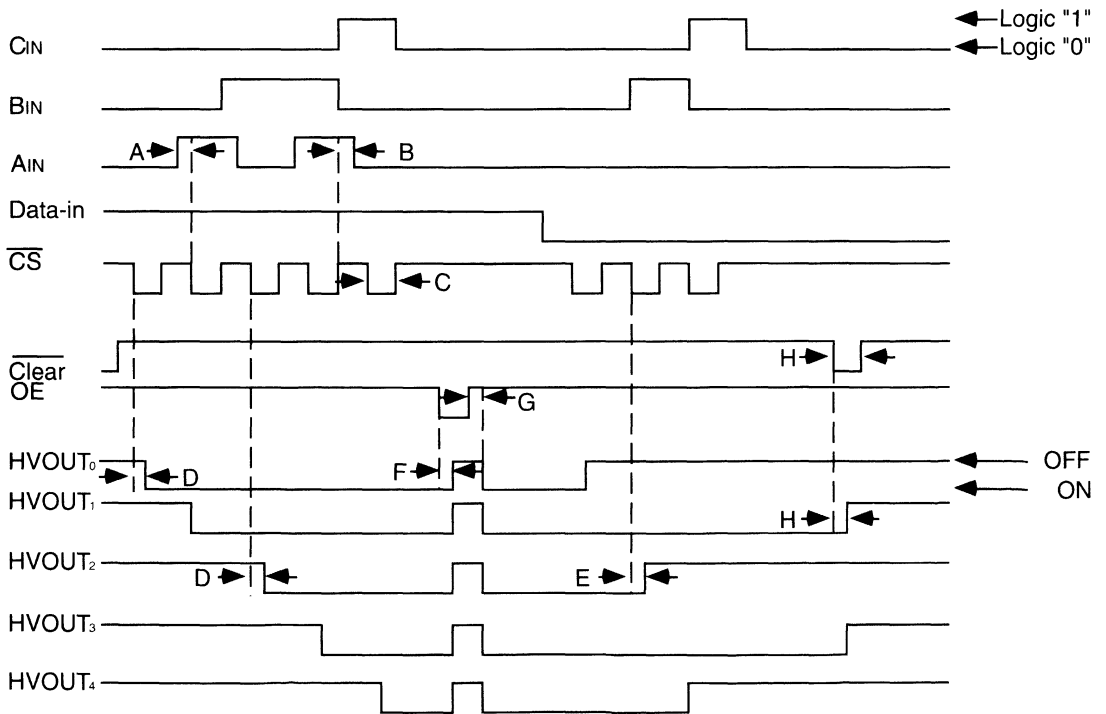 Logic "1"
CIN
Logic "0"
BIN
A
B
AIN
Data-in
CS
C
H
Clear
OE
G
HVOUT0
F
OFF
D
ON
HVOUT1
H
HVOUT2
D
E
HVOUT3
HVOUT4